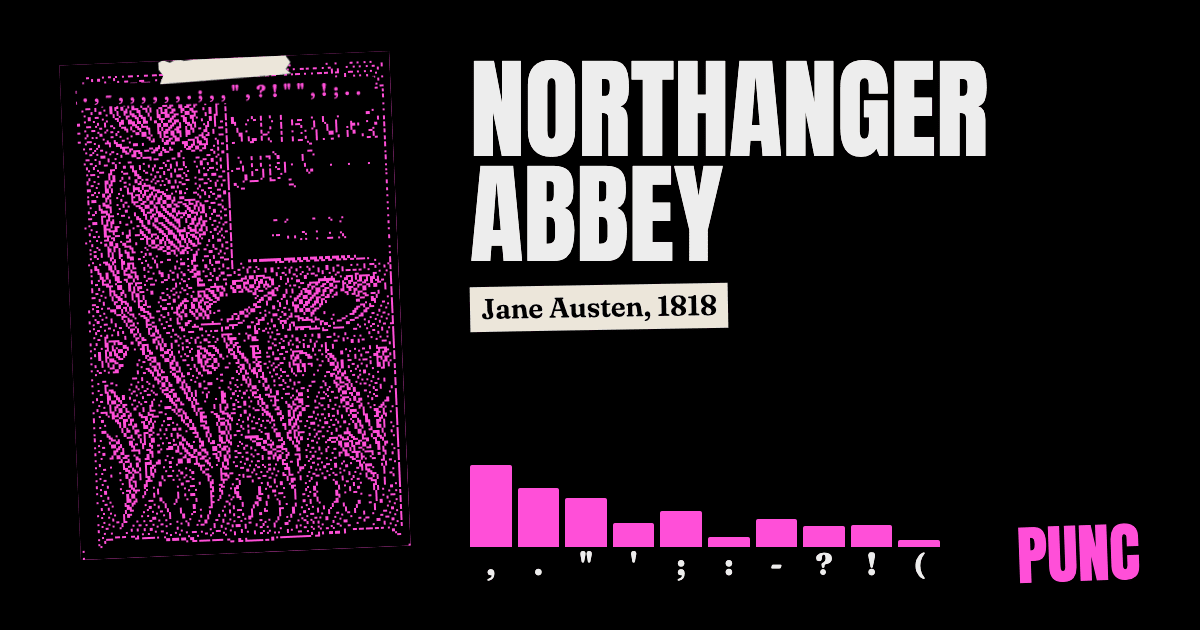 . , - , , , , , . ; , , " , ? ! " " , ! ; . .
NORTHANGER
ABBEY
Jane Austen, 1818
, . " ' ; : - ? ! (
PUNC